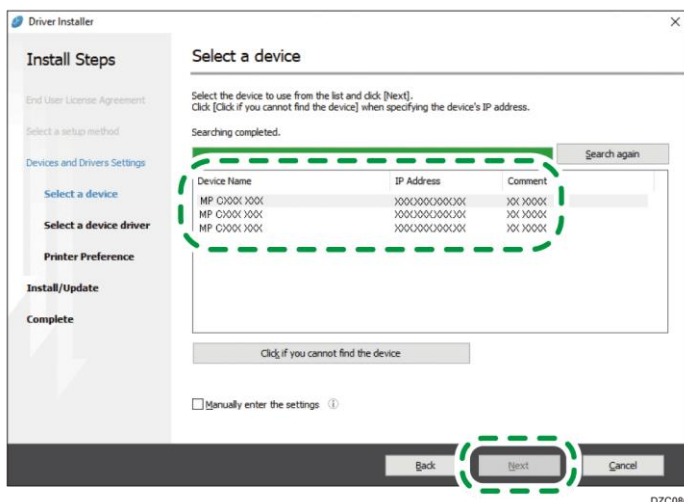 Driver Installer
Install Steps
End User License Agreement
Select a setup method
Devices and Drivers Settings
Select a device
Select a device driver
Printer Preference
Install/Update
Complete
Select a device
Select the device to use from the list and click [Next].
Click [Click if you cannot find the device] when specifying the device's IP address.
Searching completed.
Search again
Device Name IP Address Comment
MP CXXX XXX XXX.XXX.XXX.XX XX XXXX
MP CXXX XXX XXX.XXX.XXX.XX XX XXXX
MP CXXX XXX XXX.XXX.XXX.XX XX XXXX
Click if you cannot find the device
Manually enter the settings
Back Next Cancel